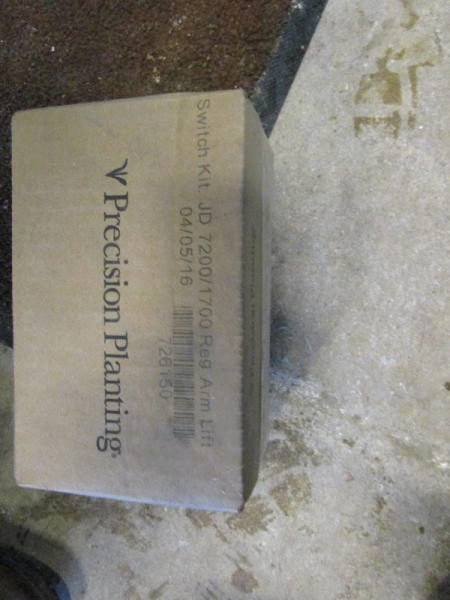 Switch Kit, JD 7200/1700 Reg Arm Lift
04/05/16
726150
Precision Planting®